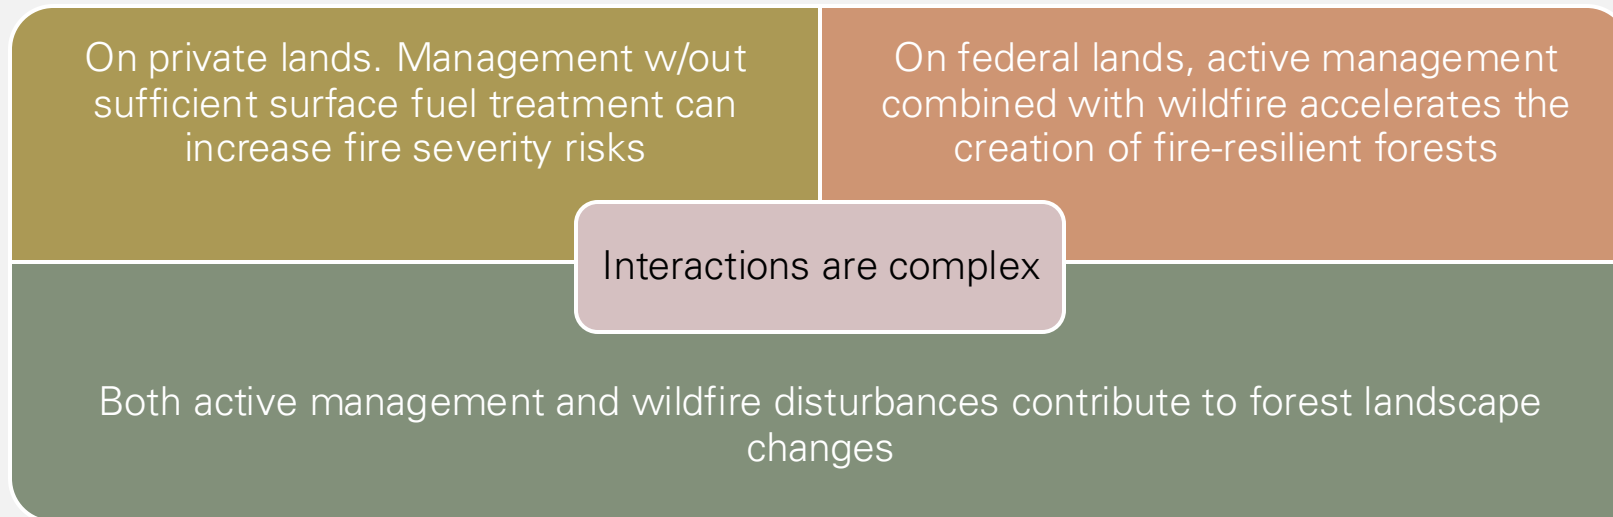 On private lands. Management w/out
sufficient surface fuel treatment can
increase fire severity risks
On federal lands, active management
combined with wildfire accelerates the
creation of fire-resilient forests
Interactions are complex
Both active management and wildfire disturbances contribute to forest landscape
changes